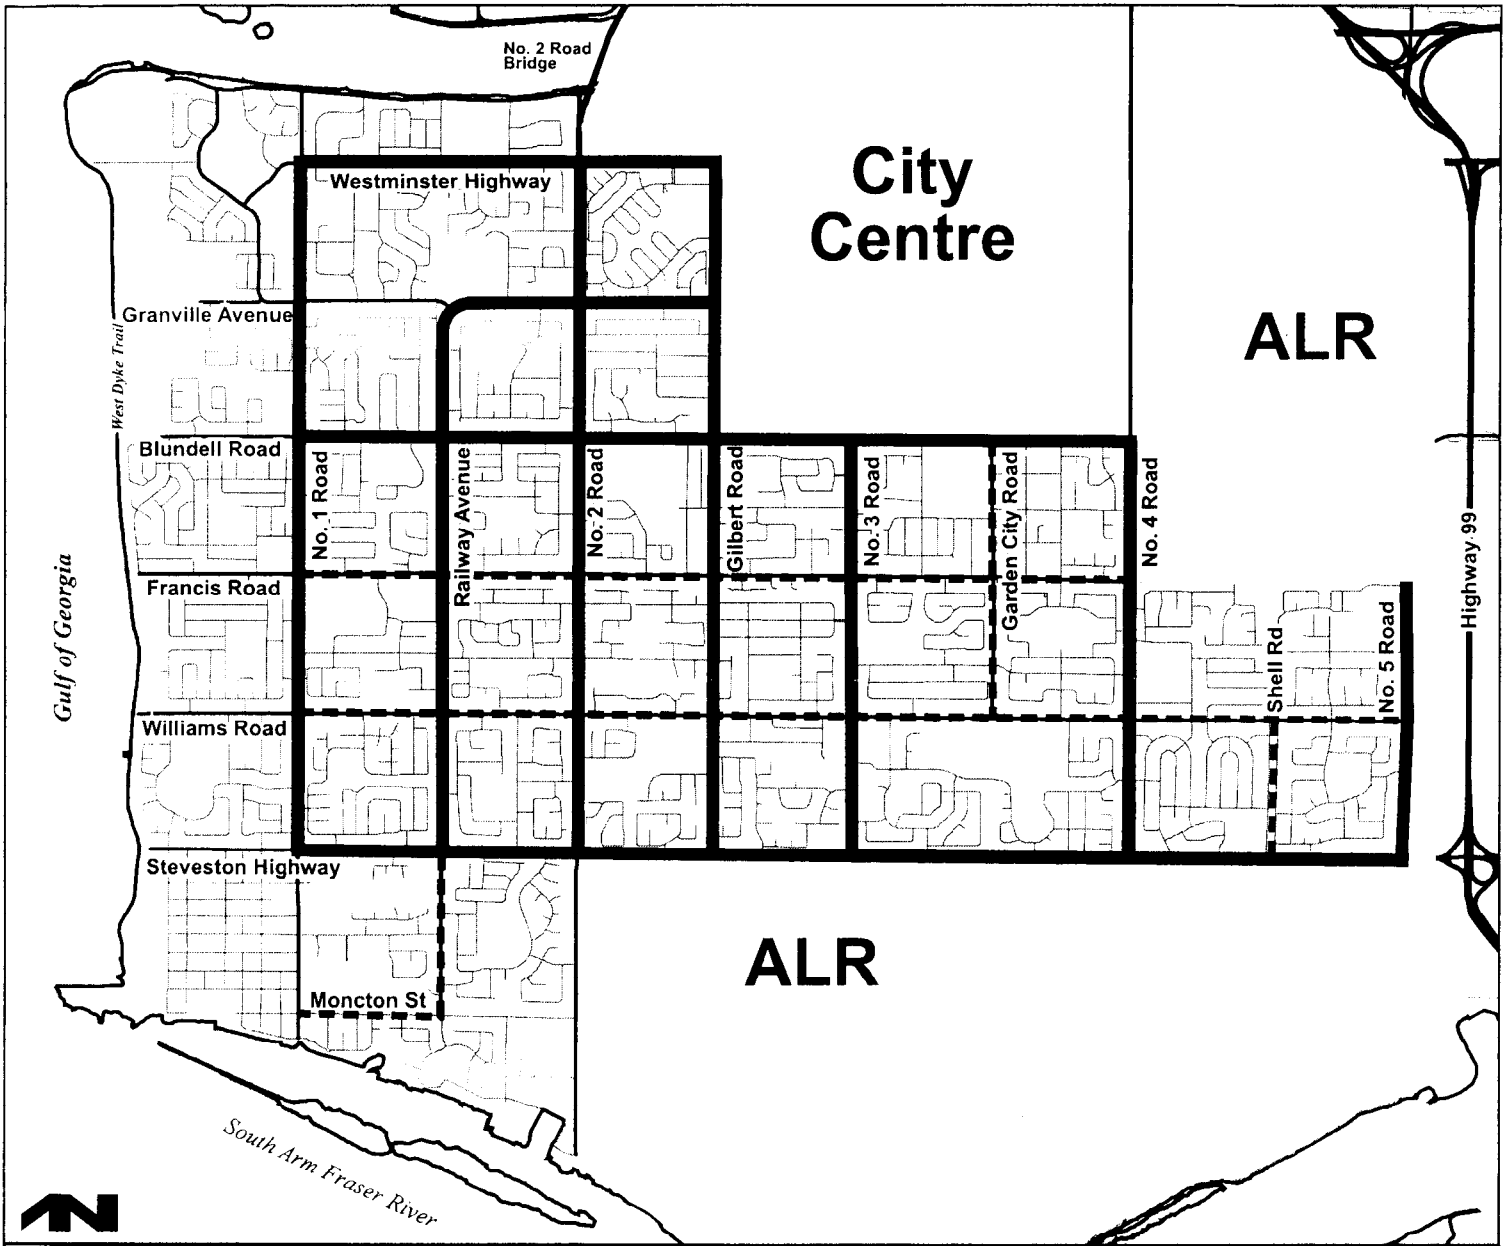 No. 2 Road
Bridge
City
Centre
Westminster Highway
Granville Avenue
ALR
West Dyke Trail
Blundell Road
No. 1 Road
Railway Avenue
No. 2 Road
Gilbert Road
No. 3 Road
Garden City Road
No. 4 Road
Highway 99
Gulf of Georgia
Francis Road
Shell Rd
No. 5 Road
Williams Road
Steveston Highway
ALR
Moncton St
South Arm Fraser River
N